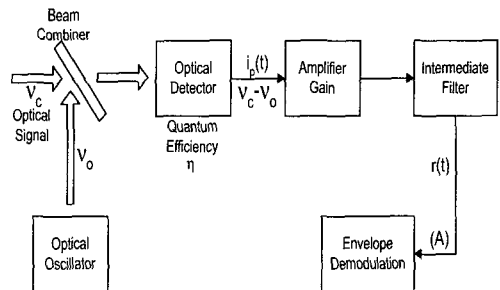 Beam
Combiner
ν_c
Optical
Signal
ν_o
Optical
Oscillator
Optical
Detector
Quantum
Efficiency
η
i_p(t)
ν_c-ν_o
Amplifier
Gain
Intermediate
Filter
r(t)
(A)
Envelope
Demodulation